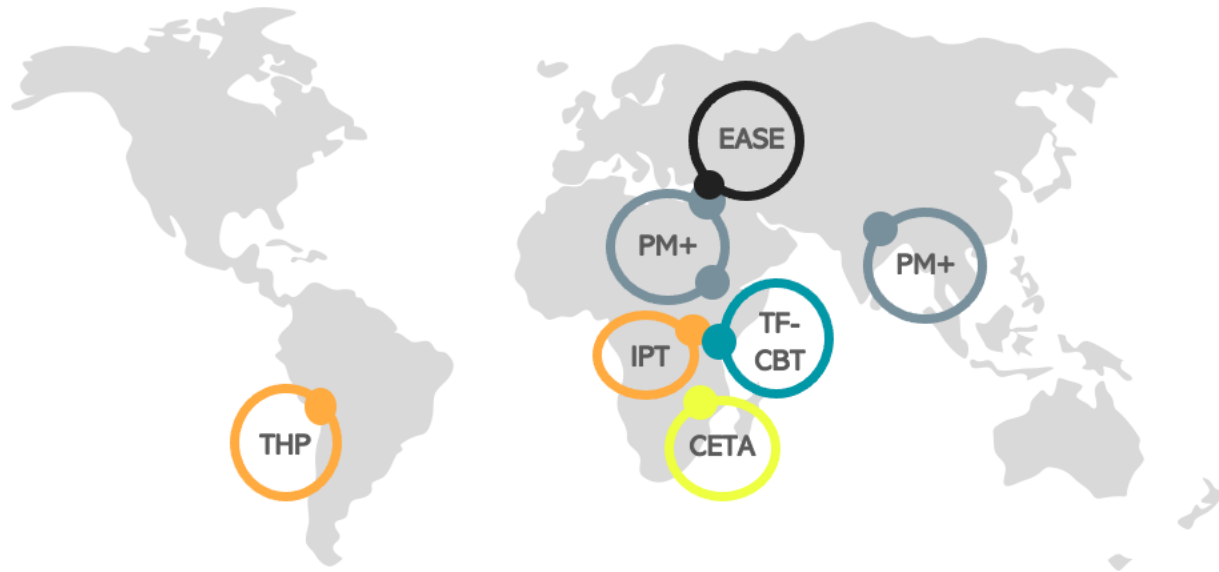 EASE
PM+
PM+
TF-
CBT
IPT
THP
CETA